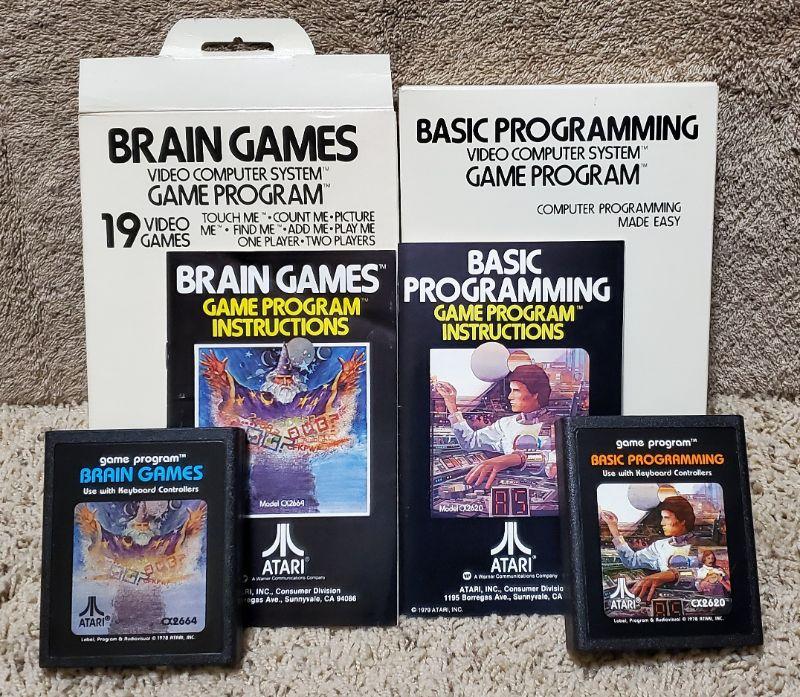 BRAIN GAMES
VIDEO COMPUTER SYSTEM™
GAME PROGRAM™
19 VIDEO GAMES
TOUCH ME™ • COUNT ME • PICTURE
ME™ • FIND ME™ • ADD ME • PLAY ME
ONE PLAYER • TWO PLAYERS
BASIC PROGRAMMING
VIDEO COMPUTER SYSTEM™
GAME PROGRAM™
COMPUTER PROGRAMMING
MADE EASY
BRAIN GAMES™
GAME PROGRAM™
INSTRUCTIONS
Model CX2664
ATARI®
A Warner Communications Company
INC., Consumer Division
Ave., Sunnyvale, CA 94086
BASIC
PROGRAMMING
GAME PROGRAM™
INSTRUCTIONS
Model CX2620
ATARI®
A Warner Communications Company
ATARI, INC., Consumer
1195 Borregas Ave., Sunnyvale, CA
© 1979 ATARI, INC.
game program™
BRAIN GAMES
Use with Keyboard Controllers
ATARI®
CX2664
Label, Program & Audiovisual © 1978 ATARI, INC.
game program™
BASIC PROGRAMMING
Use with Keyboard Controllers
ATARI®
CX2620
Label, Program & Audiovisual © 1978 ATARI, INC.